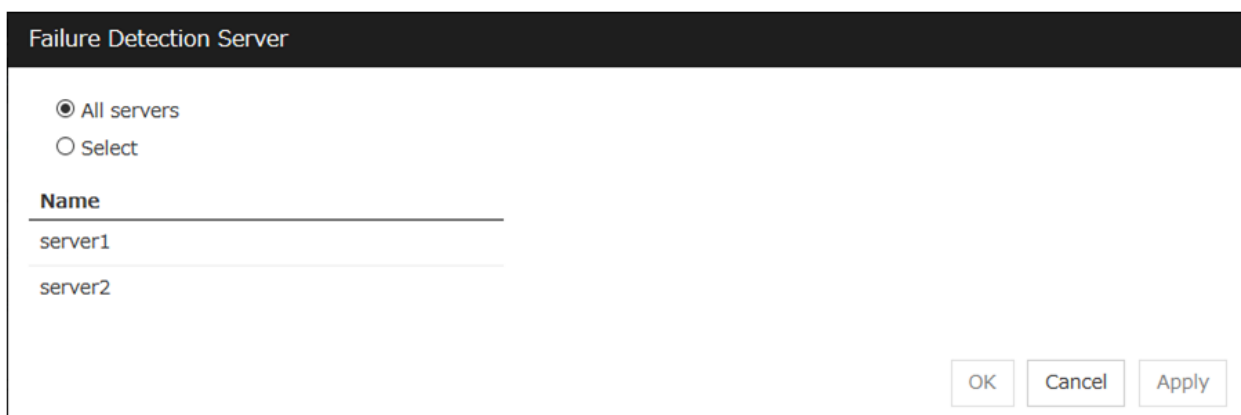 Failure Detection Server
All servers
Select
Name
server1
server2
OK Cancel Apply